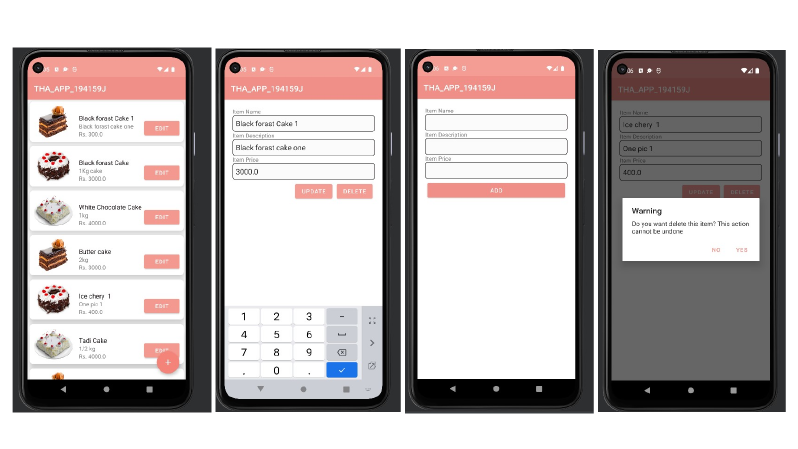 THA_APP_194159J
Black forast Cake 1
Black forast cake one
Rs. 300.0
EDIT
Black forast Cake
1Kg cake
Rs. 3000.0
EDIT
White Chocolate Cake
1kg
Rs. 4000.0
EDIT
Butter cake
2kg
Rs. 3000.0
EDIT
Ice chery 1
One pic 1
Rs. 400.0
EDIT
Tadi Cake
1/2 kg
Rs. 4000.0
EDIT
+
THA_APP_194159J
Item Name
Black forast Cake 1
Item Description
Black forast cake one
Item Price
3000.0
UPDATE DELETE
1 2 3 -
4 5 6
7 8 9
. 0 .
THA_APP_194159J
Item Name
Item Description
Item Price
ADD
THA_APP_194159J
Item Name
Ice chery 1
Item Description
One pic 1
Item Price
400.0
UPDATE DELETE
Warning
Do you want delete this item? This action
cannot be undone
NO YES